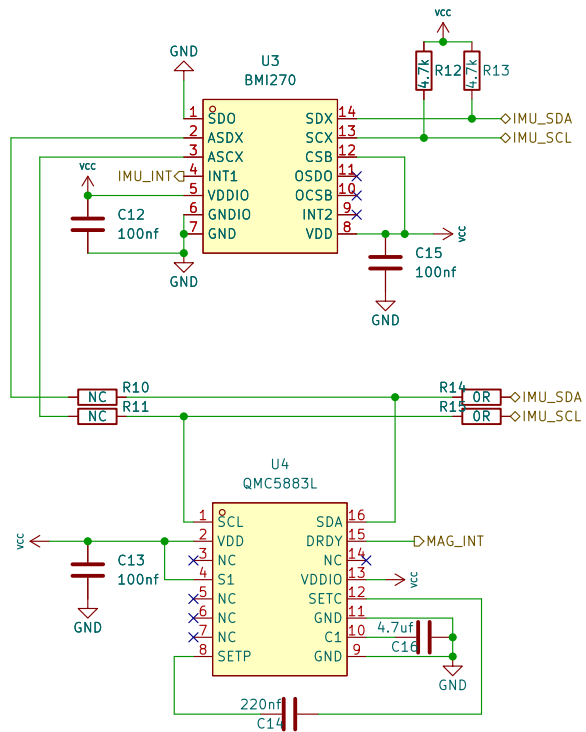 VCC
GND
U3
BMI270
4.7k
R12
4.7k
R13
1 SDO SDX 14 IMU_SDA
2 ASDX SCX 13 IMU_SCL
3 ASCX CSB 12
VCC
IMU_INT 4 INT1 OSDO 11
5 VDDIO OCSB 10
6 GNDIO INT2 9
7 GND VDD 8 VCC
C12
100nf
C15
100nf
GND
GND
R10 R14
NC 0R IMU_SDA
R11 R15
NC 0R IMU_SCL
U4
QMC5883L
1 SCL SDA 16
VCC 2 VDD DRDY 15 MAG_INT
3 NC NC 14
C13
100nf
4 S1 VDDIO 13 VCC
5 NC SETC 12
GND
6 NC GND 11
7 NC C1 10
4.7uf
C16
8 SETP GND 9
GND
220nf
C14